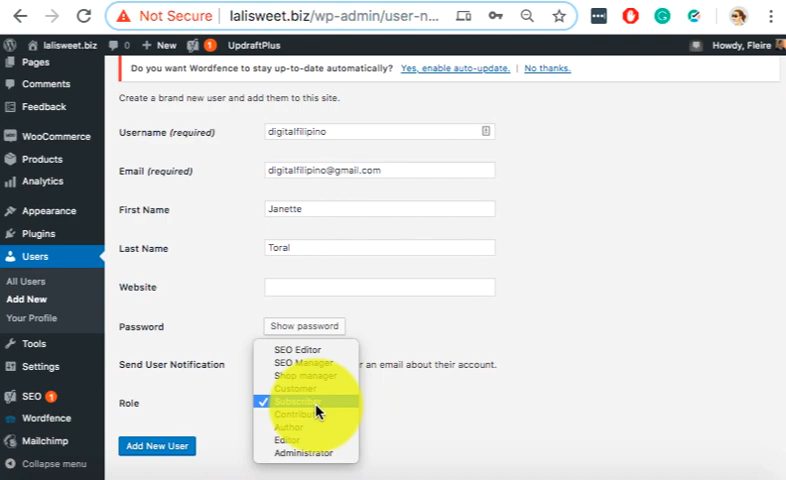 Not Secure lalisweet.biz/wp-admin/user-n...
lalisweet.biz 0 + New 1 UpdraftPlus Howdy, Fleire
Pages
Comments
Feedback
WooCommerce
Products
Analytics
Appearance
Plugins
Users
All Users
Add New
Your Profile
Tools
Settings
SEO 1
Wordfence
Mailchimp
Collapse menu
Do you want Wordfence to stay up-to-date automatically? Yes, enable auto-update. | No thanks.
Create a brand new user and add them to this site.
Username (required) digitalfilipino
Email (required) digitalfilipino@gmail.com
First Name Janette
Last Name Toral
Website
Password Show password
Send User Notification er an email about their account.
Role
SEO Editor
SEO Manager
Shop manager
Customer
Subscriber
Contributor
Author
Editor
Administrator
Add New User